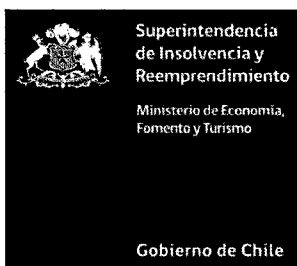 Superintendencia
de Insolvencia y
Reemprendimiento
Ministerio de Economía,
Fomento y Turismo
Gobierno de Chile